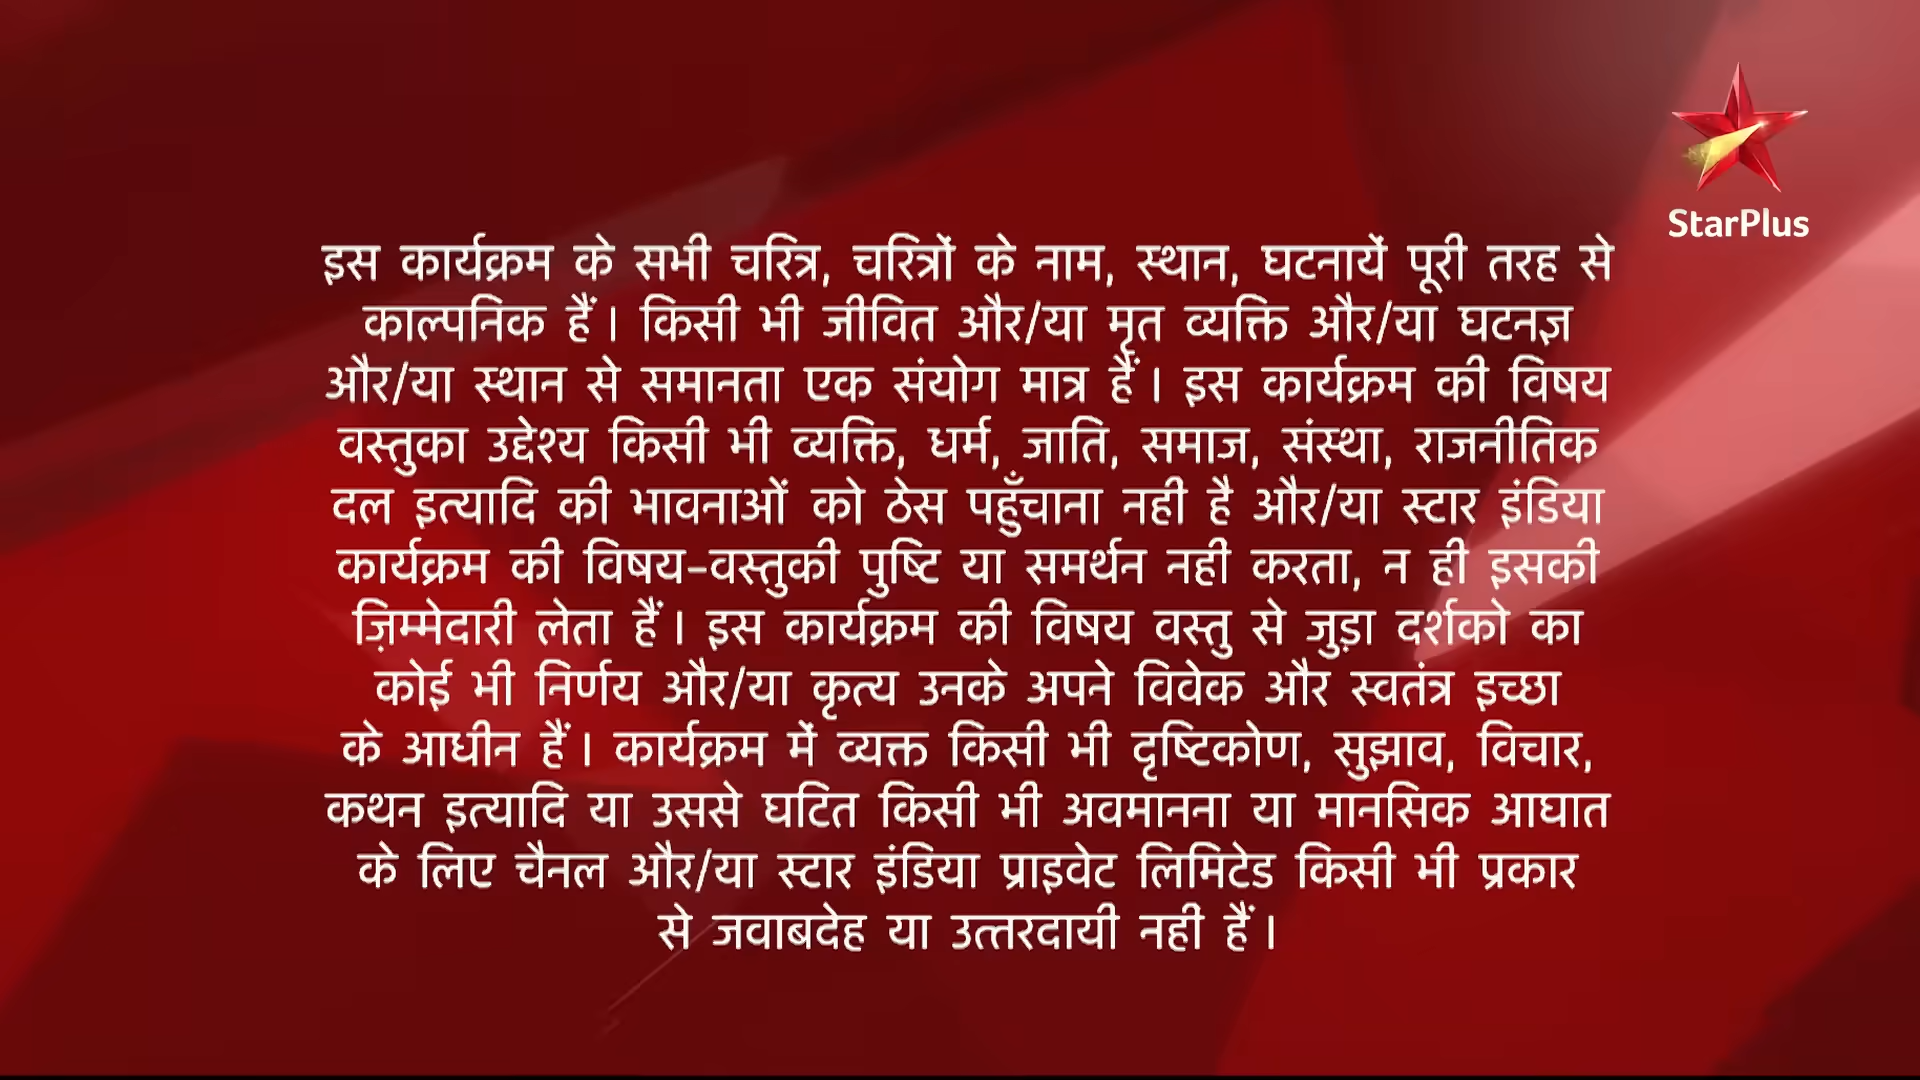 StarPlus
इस कार्यक्रम के सभी चरित्र, चरित्रों के नाम, स्थान, घटनायें पूरी तरह से
काल्पनिक हैं। किसी भी जीवित और/या मृत व्यक्ति और/या घटनज्ञ
और/या स्थान से समानता एक संयोग मात्र हैं। इस कार्यक्रम की विषय
वस्तुका उद्देश्य किसी भी व्यक्ति, धर्म, जाति, समाज, संस्था, राजनीतिक
दल इत्यादि की भावनाओं को ठेस पहुँचाना नही है और/या स्टार इंडिया
कार्यक्रम की विषय-वस्तुकी पुष्टि या समर्थन नही करता, न ही इसकी
ज़िम्मेदारी लेता हैं। इस कार्यक्रम की विषय वस्तु से जुड़ा दर्शको का
कोई भी निर्णय और/या कृत्य उनके अपने विवेक और स्वतंत्र इच्छा
के आधीन हैं। कार्यक्रम में व्यक्त किसी भी दृष्टिकोण, सुझाव, विचार,
कथन इत्यादि या उससे घटित किसी भी अवमानना या मानसिक आघात
के लिए चैनल और/या स्टार इंडिया प्राइवेट लिमिटेड किसी भी प्रकार
से जवाबदेह या उत्तरदायी नही हैं।